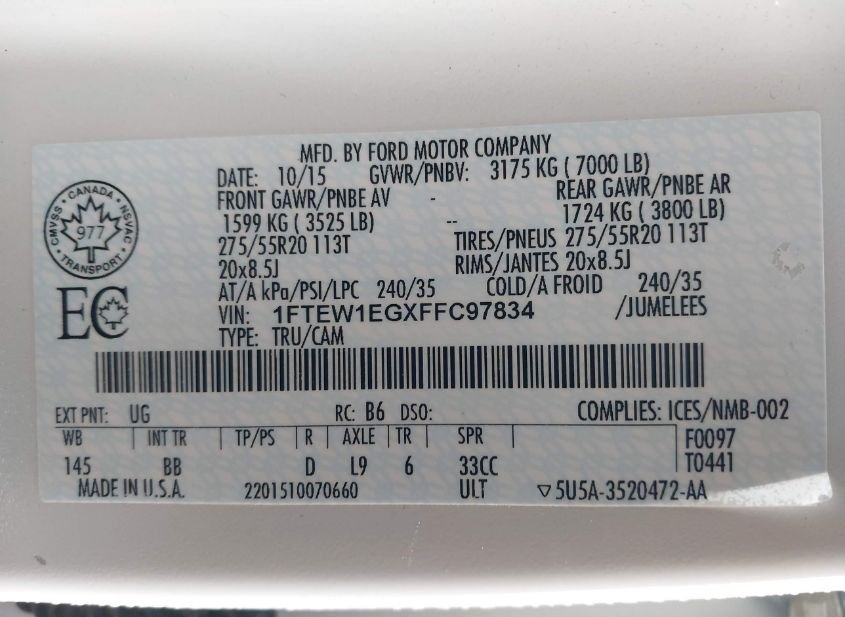 MFD. BY FORD MOTOR COMPANY
DATE: 10/15 GVWR/PNBV: 3175 KG ( 7000 LB)
FRONT GAWR/PNBE AV - REAR GAWR/PNBE AR
1599 KG ( 3525 LB) -- 1724 KG ( 3800 LB)
275/55R20 113T TIRES/PNEUS 275/55R20 113T
20x8.5J RIMS/JANTES 20x8.5J
AT/A kPa/PSI/LPC 240/35 COLD/A FROID 240/35
VIN: 1FTEW1EGXFFC97834 /JUMELEES
TYPE: TRU/CAM
CANADA
CMVSS NSVAC
977
TRANSPORT
EC
EXT PNT: UG RC: B6 DSO: COMPLIES: ICES/NMB-002
WB INT TR TP/PS R AXLE TR SPR F0097
145 BB D L9 6 33CC T0441
MADE IN U.S.A. 2201510070660 ULT ▽5U5A-3520472-AA